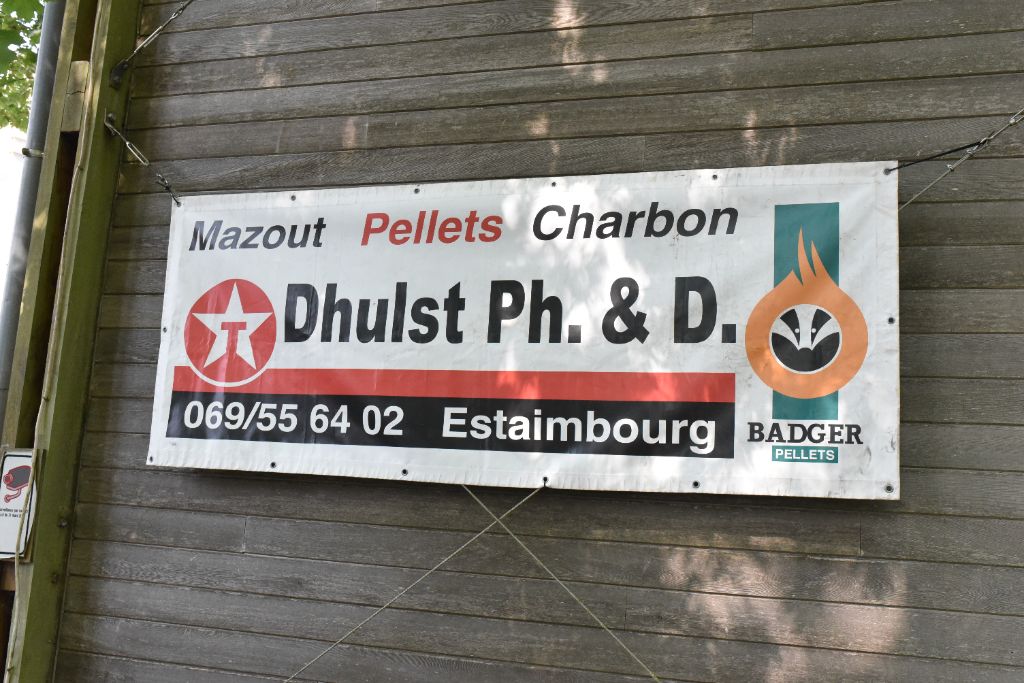 Mazout Pellets Charbon
T
Dhulst Ph. & D.
069/55 64 02 Estaimbourg
BADGER
PELLETS